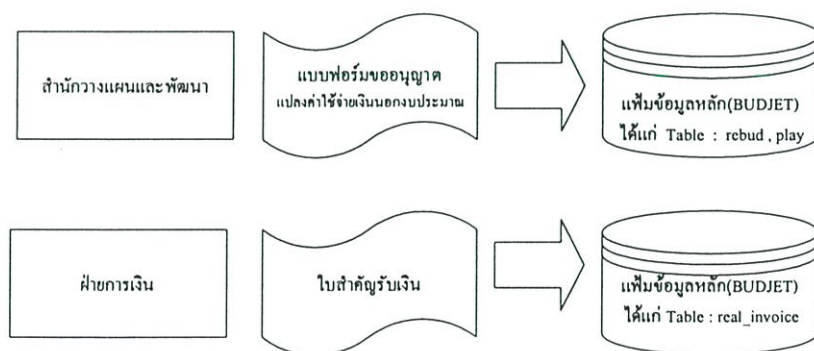 สำนักวางแผนและพัฒนา
แบบฟอร์มขออนุญาต
แปลงค่าใช้จ่ายเงินนอกงบประมาณ
แฟ้มข้อมูลหลัก(BUDJET)
ได้แก่ Table : rebud , play
ฝ่ายการเงิน
ใบสำคัญรับเงิน
แฟ้มข้อมูลหลัก(BUDJET)
ได้แก่ Table : real_invoice